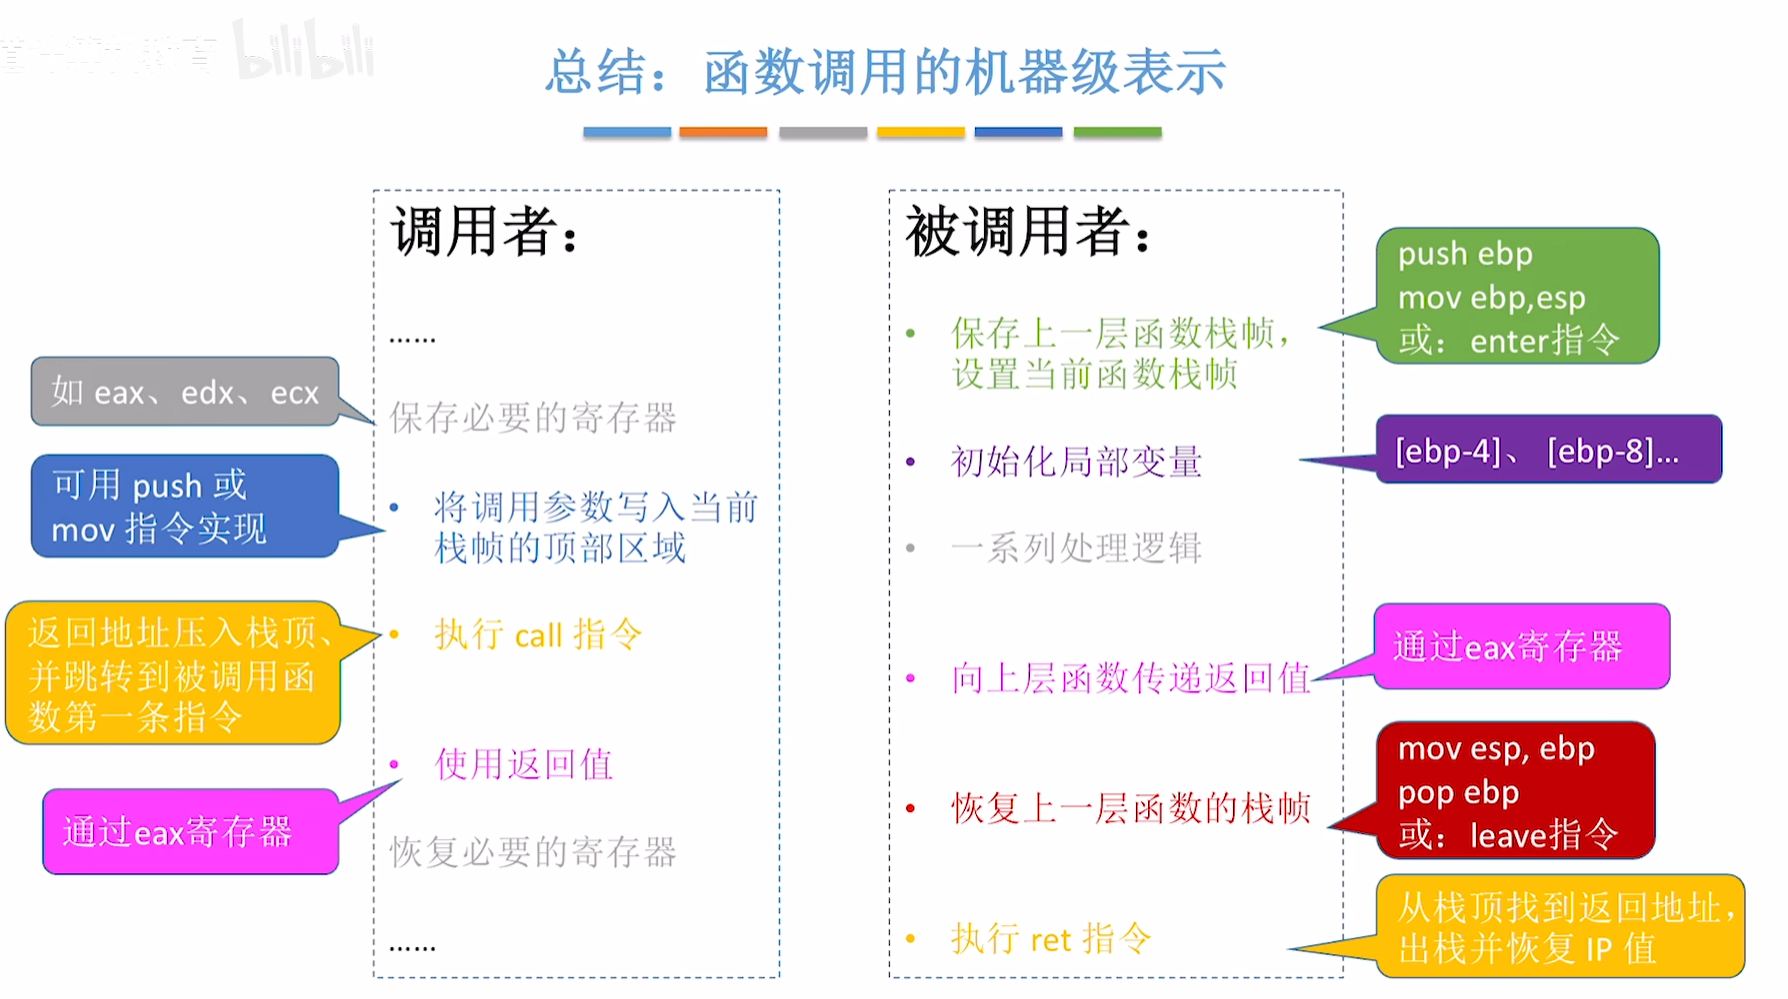 bilibili
总结：函数调用的机器级表示
调用者：
……
如 eax、edx、ecx
保存必要的寄存器
可用 push 或
mov 指令实现
• 将调用参数写入当前
栈帧的顶部区域
返回地址压入栈顶、
并跳转到被调用函
数第一条指令
• 执行 call 指令
• 使用返回值
通过eax寄存器
恢复必要的寄存器
……
被调用者：
• 保存上一层函数栈帧，
设置当前函数栈帧
push ebp
mov ebp,esp
或：enter指令
• 初始化局部变量
[ebp-4]、 [ebp-8]...
• 一系列处理逻辑
• 向上层函数传递返回值
通过eax寄存器
• 恢复上一层函数的栈帧
mov esp, ebp
pop ebp
或：leave指令
• 执行 ret 指令
从栈顶找到返回地址，
出栈并恢复 IP 值